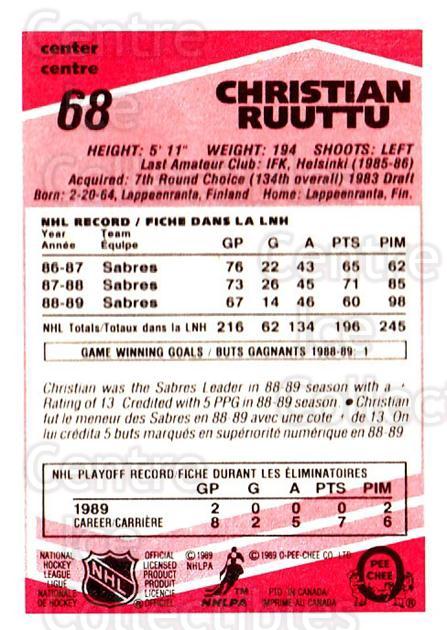 center
centre
68
CHRISTIAN
RUUTTU
HEIGHT: 5' 11" WEIGHT: 194 SHOOTS: LEFT
Last Amateur Club: IFK, Helsinki (1985-86)
Acquired: 7th Round Choice (134th overall) 1983 Draft
Born: 2-20-64, Lappeenranta, Finland Home: Lappeenranta, Fin.
NHL RECORD / FICHE DANS LA LNH
Year Team
Année Équipe GP G A PTS PIM
86-87 Sabres 76 22 43 65 62
87-88 Sabres 73 26 45 71 85
88-89 Sabres 67 14 46 60 98
NHL Totals/Totaux dans la LNH 216 62 134 196 245
GAME WINNING GOALS / BUTS GAGNANTS 1988-89: 1
Christian was the Sabres Leader in 88-89 season with a +
Rating of 13 Credited with 5 PPG in 88-89 season. ● Christian
fut le meneur des Sabres en 88-89 avec une cote + de 13. On
lui crédita 5 buts marqués en supériorité numérique en 88-89
NHL PLAYOFF RECORD/FICHE DURANT LES ÉLIMINATOIRES
GP G A PTS PIM
1989 2 0 0 0 2
CAREER/CARRIÈRE 8 2 5 7 6
NATIONAL
HOCKEY
LEAGUE
LIGUE
NATIONALE
DE HOCKEY
NHL
®
OFFICIAL
LICENSED
PRODUCT
PRODUIT
OFFICIEL
© 1989
NHLPA
TM
NHLPA
© 1989 O-PEE-CHEE CO. LTD.
PTD. IN CANADA
IMPRIMÉ AU CANADA
O
PEE
CHEE
®
Centre
Ice